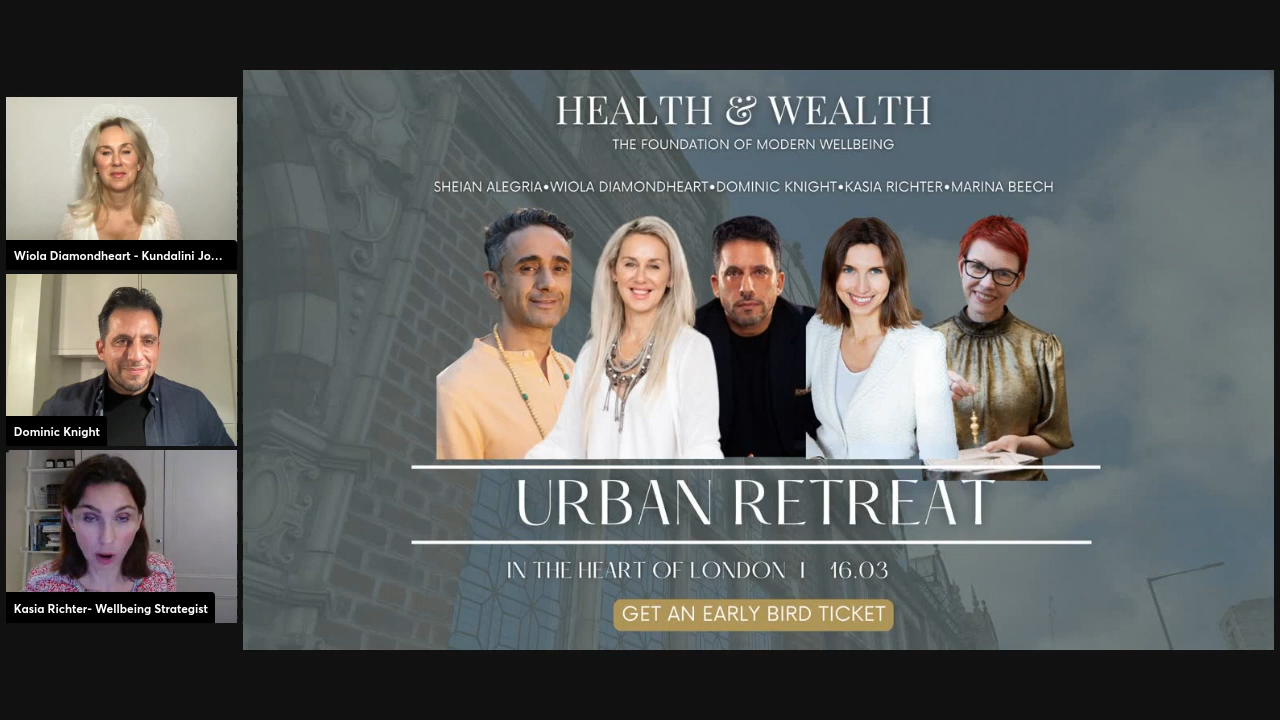 Wiola Diamondheart - Kundalini Jo...
Dominic Knight
Kasia Richter- Wellbeing Strategist
HEALTH & WEALTH
THE FOUNDATION OF MODERN WELLBEING
SHEIAN ALEGRIA•WIOLA DIAMONDHEART•DOMINIC KNIGHT•KASIA RICHTER•MARINA BEECH
URBAN RETREAT
IN THE HEART OF LONDON I 16.03
GET AN EARLY BIRD TICKET